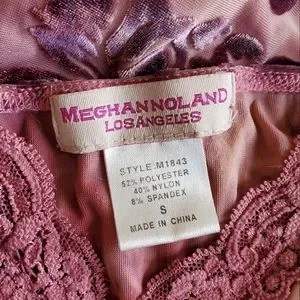 MEGHAN NOLAND
LOS ANGELES
STYLE:M1843
52% POLYESTER
40% NYLON
8% SPANDEX
S
MADE IN CHINA